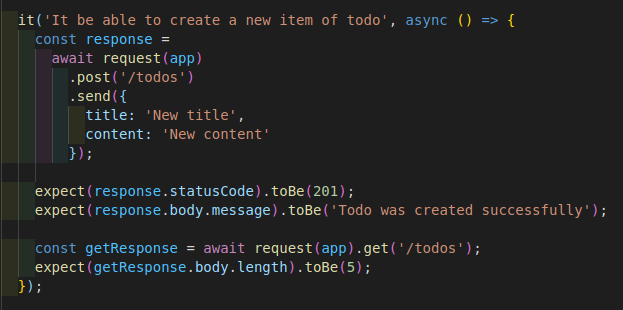 it('It be able to create a new item of todo', async () => {
const response =
await request(app)
.post('/todos')
.send({
title: 'New title',
content: 'New content'
});
expect(response.statusCode).toBe(201);
expect(response.body.message).toBe('Todo was created successfully');
const getResponse = await request(app).get('/todos');
expect(getResponse.body.length).toBe(5);
});